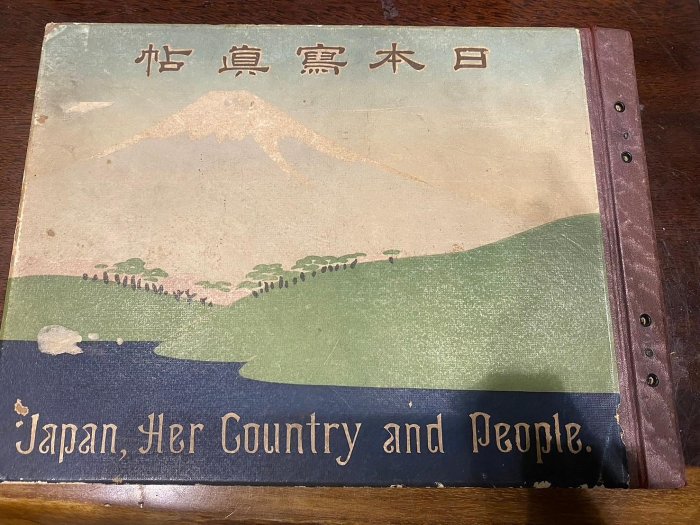 日本寫眞帖
Japan, Her Country and People.